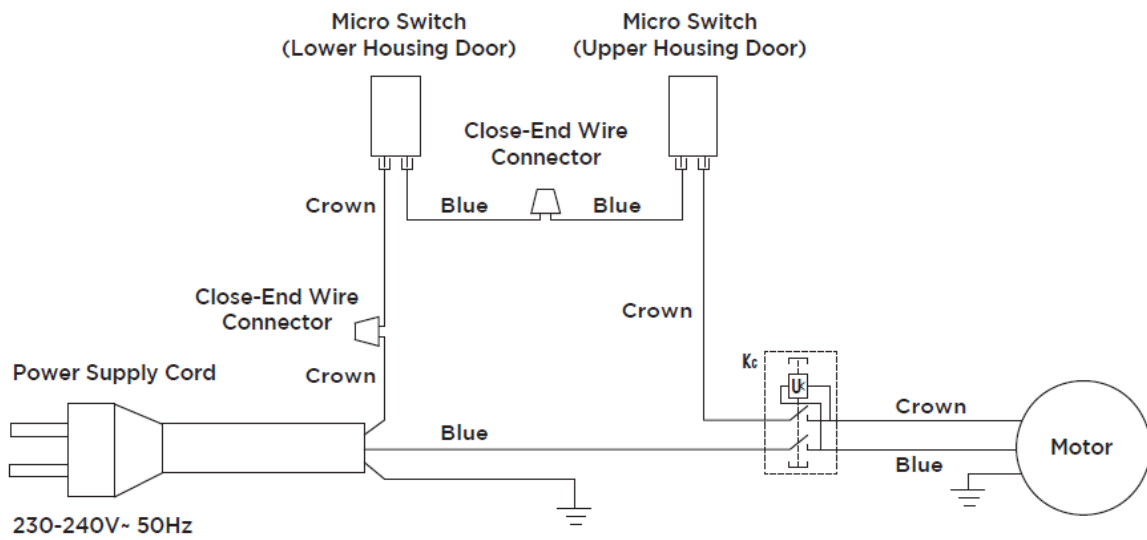 Micro Switch
(Lower Housing Door)
Micro Switch
(Upper Housing Door)
Close-End Wire
Connector
Crown
Blue
Blue
Close-End Wire
Connector
Crown
Crown
Power Supply Cord
Kc
U<
Crown
Blue
Motor
Blue
230-240V~ 50Hz